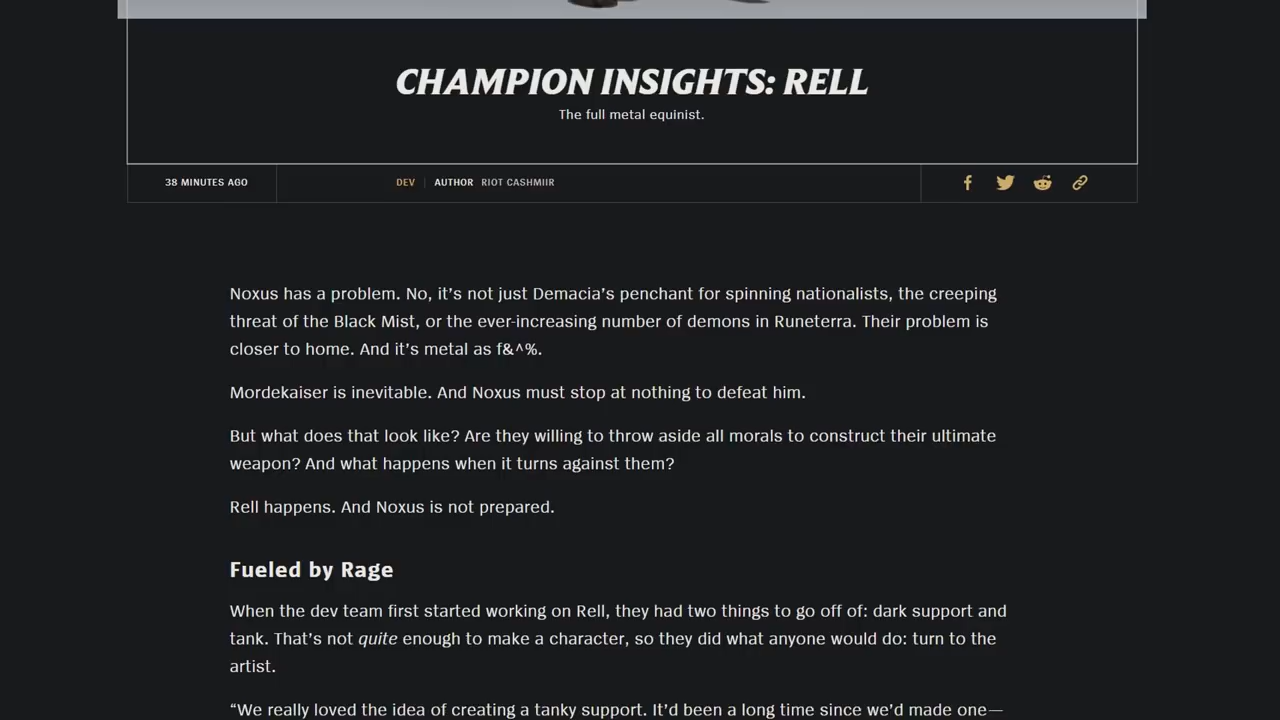 CHAMPION INSIGHTS: RELL
The full metal equinist.
38 MINUTES AGO
DEV
AUTHOR RIOT CASHMIIR
Noxus has a problem. No, it’s not just Demacia’s penchant for spinning nationalists, the creeping
threat of the Black Mist, or the ever-increasing number of demons in Runeterra. Their problem is
closer to home. And it’s metal as f&^%.
Mordekaiser is inevitable. And Noxus must stop at nothing to defeat him.
But what does that look like? Are they willing to throw aside all morals to construct their ultimate
weapon? And what happens when it turns against them?
Rell happens. And Noxus is not prepared.
Fueled by Rage
When the dev team first started working on Rell, they had two things to go off of: dark support and
tank. That’s not quite enough to make a character, so they did what anyone would do: turn to the
artist.
“We really loved the idea of creating a tanky support. It’d been a long time since we’d made one—